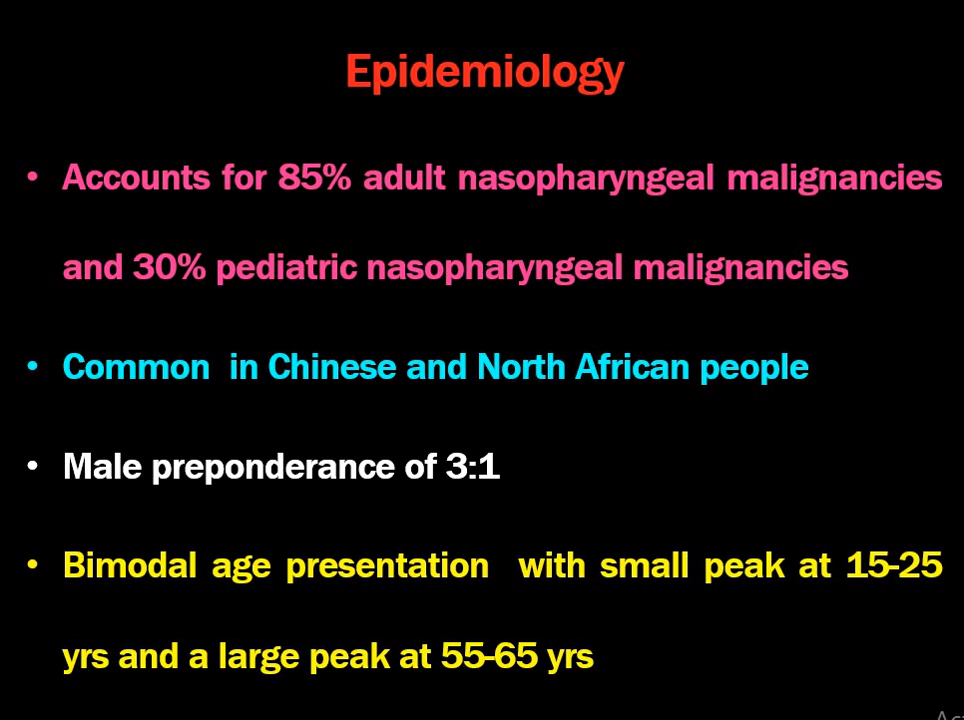 Epidemiology
• Accounts for 85% adult nasopharyngeal malignancies
and 30% pediatric nasopharyngeal malignancies
• Common in Chinese and North African people
• Male preponderance of 3:1
• Bimodal age presentation with small peak at 15-25
yrs and a large peak at 55-65 yrs